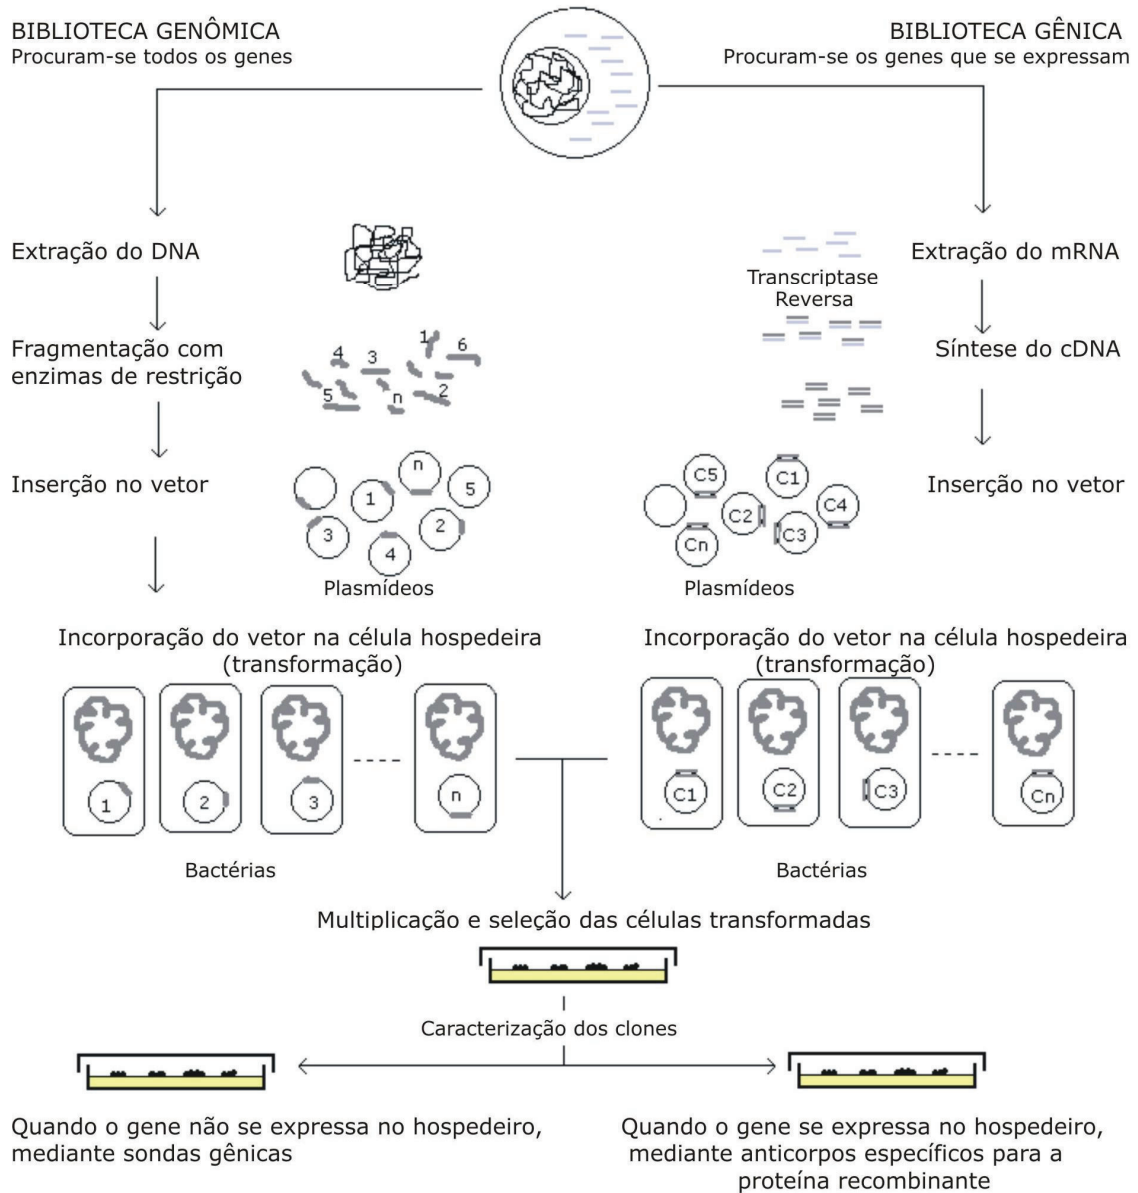 BIBLIOTECA GENÔMICA
Procuram-se todos os genes
BIBLIOTECA GÊNICA
Procuram-se os genes que se expressam
Extração do DNA
Extração do mRNA
Transcriptase
Reversa
Fragmentação com
enzimas de restrição
1
4
3
6
5
n
2
Síntese do cDNA
Inserção no vetor
n
1
5
3
2
4
Plasmídeos
C5
C1
C2
C4
C3
Cn
Plasmídeos
Inserção no vetor
Incorporação do vetor na célula hospedeira
(transformação)
Incorporação do vetor na célula hospedeira
(transformação)
1
2
3
n
C1
C2
C3
Cn
Bactérias
Bactérias
Multiplicação e seleção das células transformadas
Caracterização dos clones
Quando o gene não se expressa no hospedeiro,
mediante sondas gênicas
Quando o gene se expressa no hospedeiro,
mediante anticorpos específicos para a
proteína recombinante